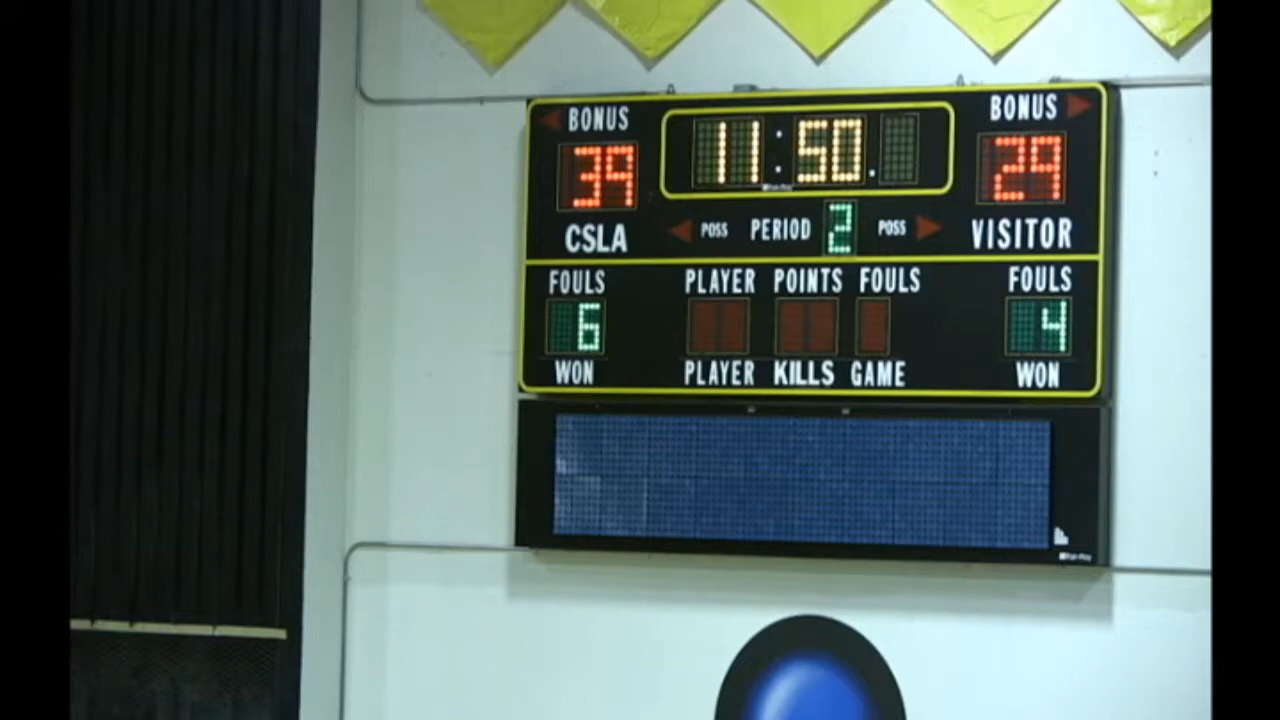 BONUS 11:50. BONUS
39 29
CSLA POSS PERIOD 2 POSS VISITOR
FOULS PLAYER POINTS FOULS FOULS
6 4
WON PLAYER KILLS GAME WON